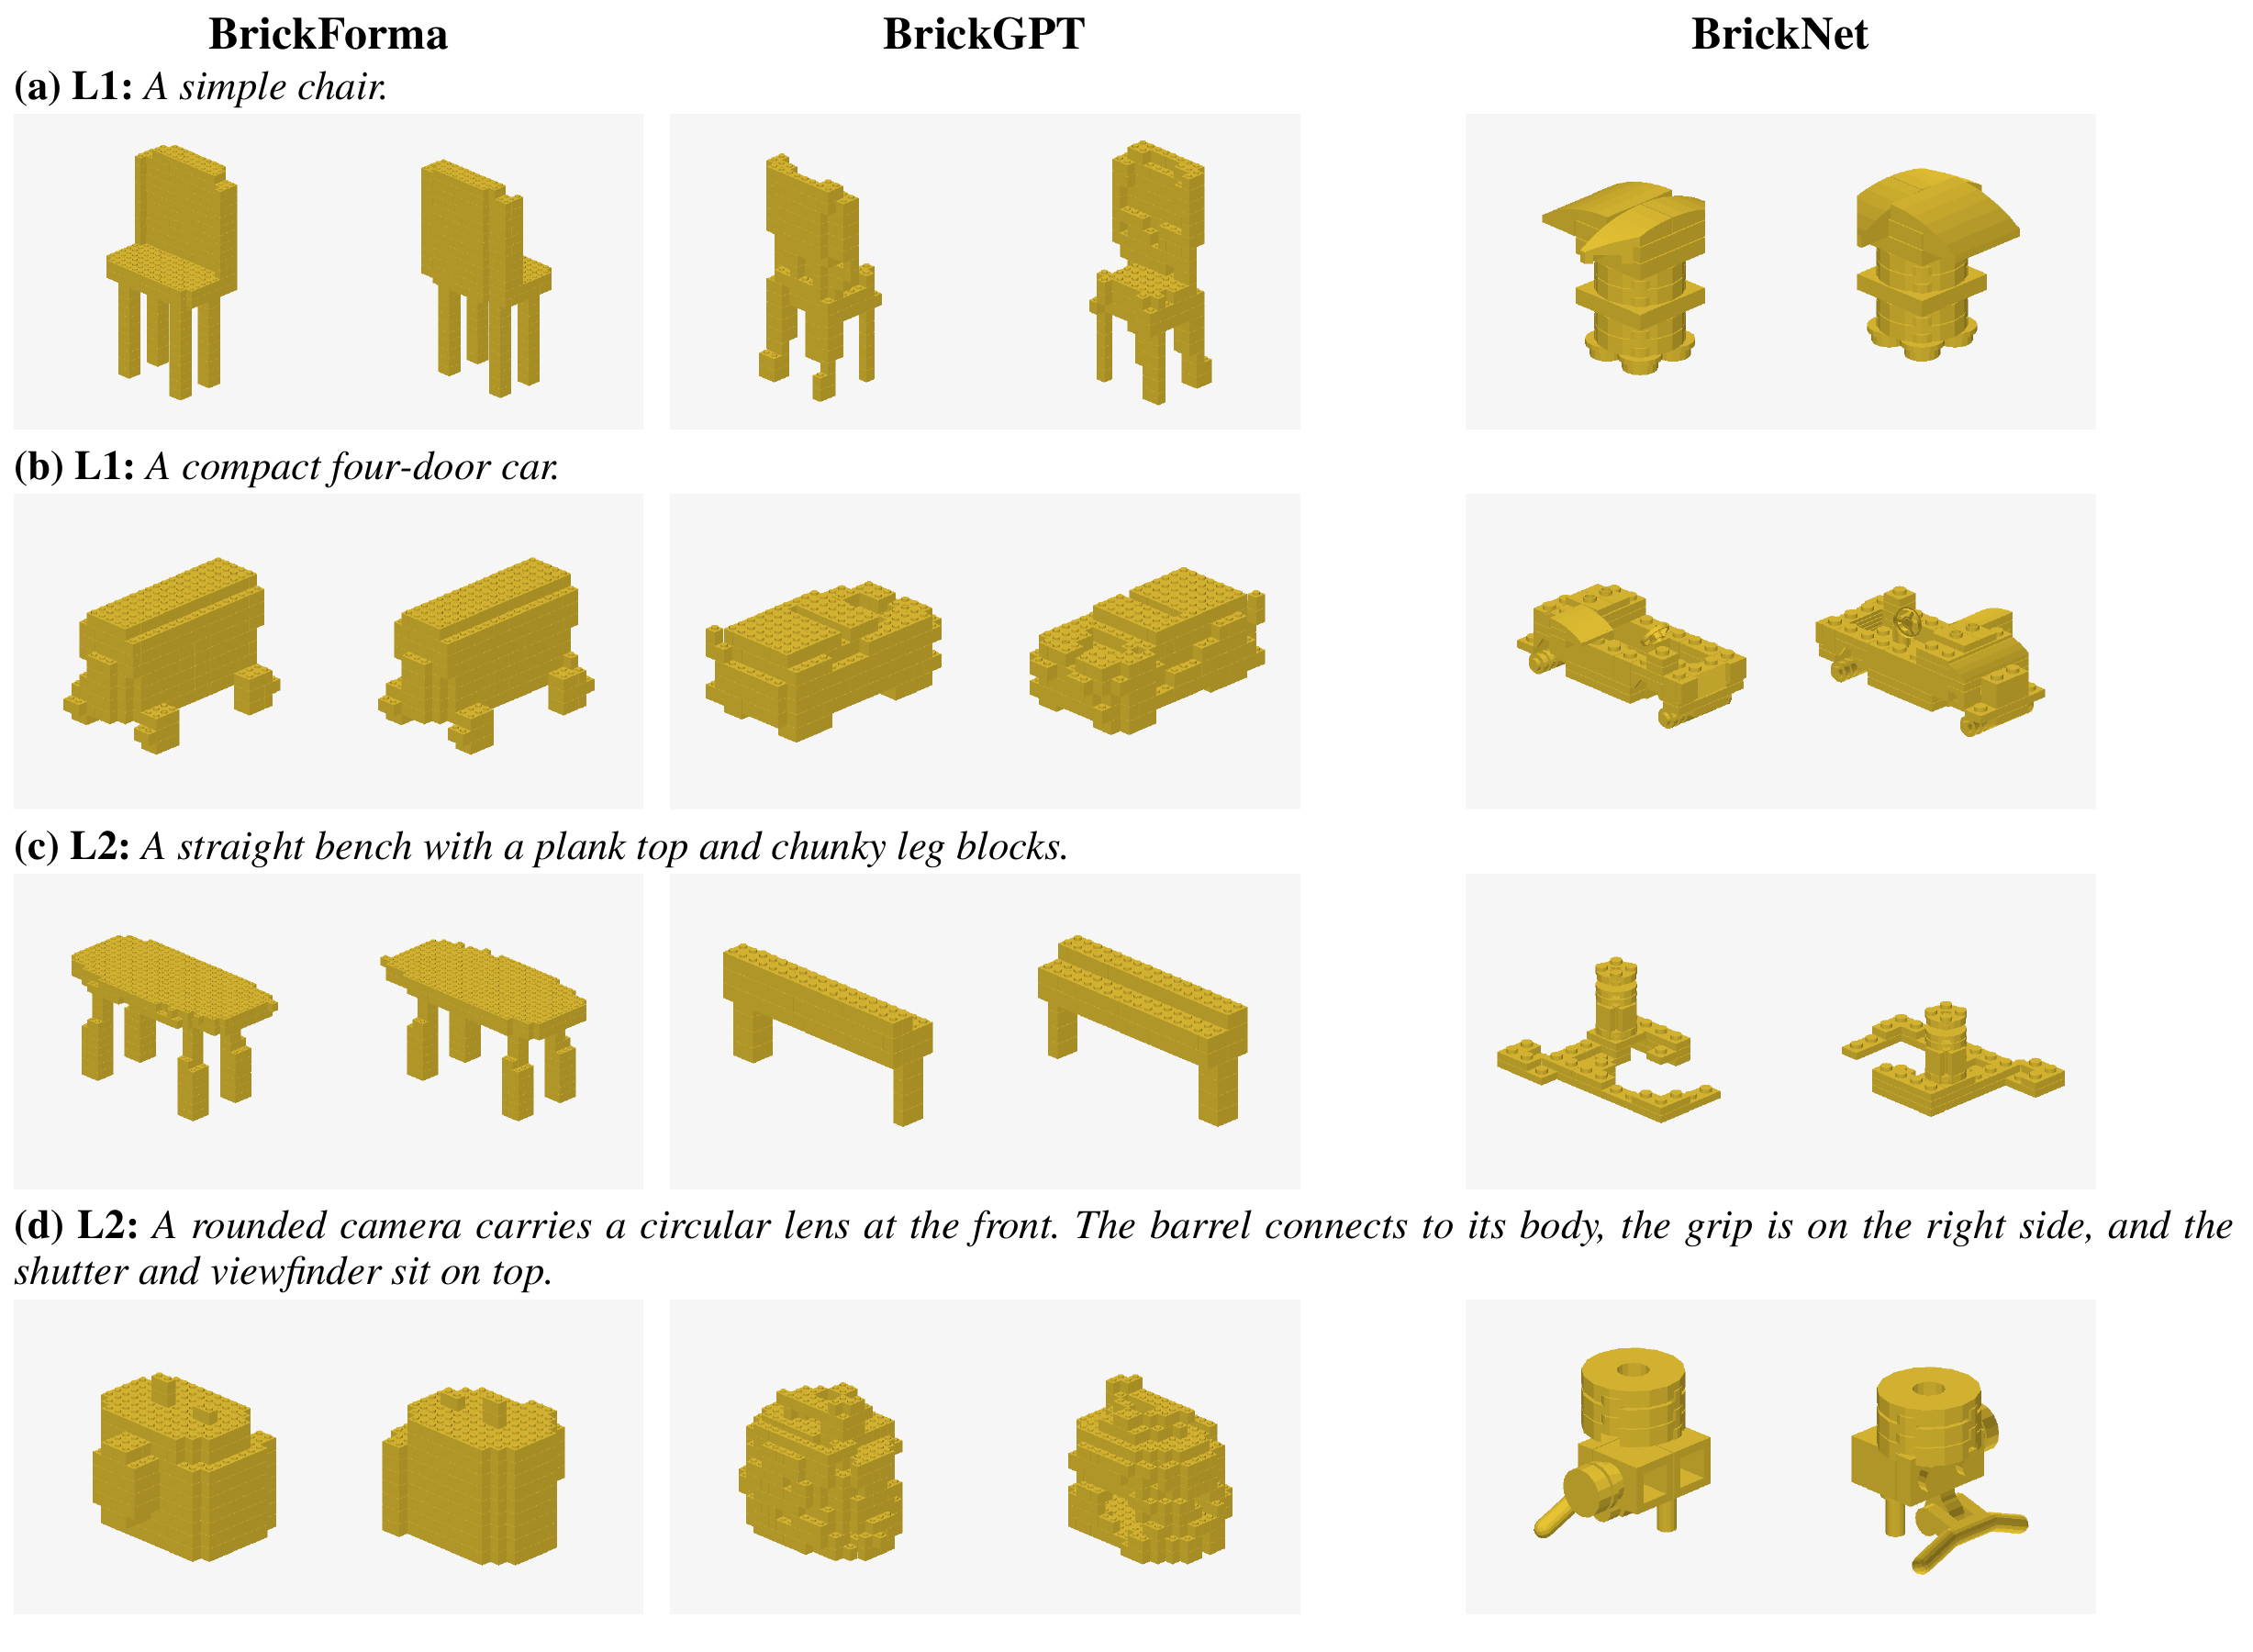 BrickForma BrickGPT BrickNet
(a) L1: A simple chair.
(b) L1: A compact four-door car.
(c) L2: A straight bench with a plank top and chunky leg blocks.
(d) L2: A rounded camera carries a circular lens at the front. The barrel connects to its body, the grip is on the right side, and the
shutter and viewfinder sit on top.